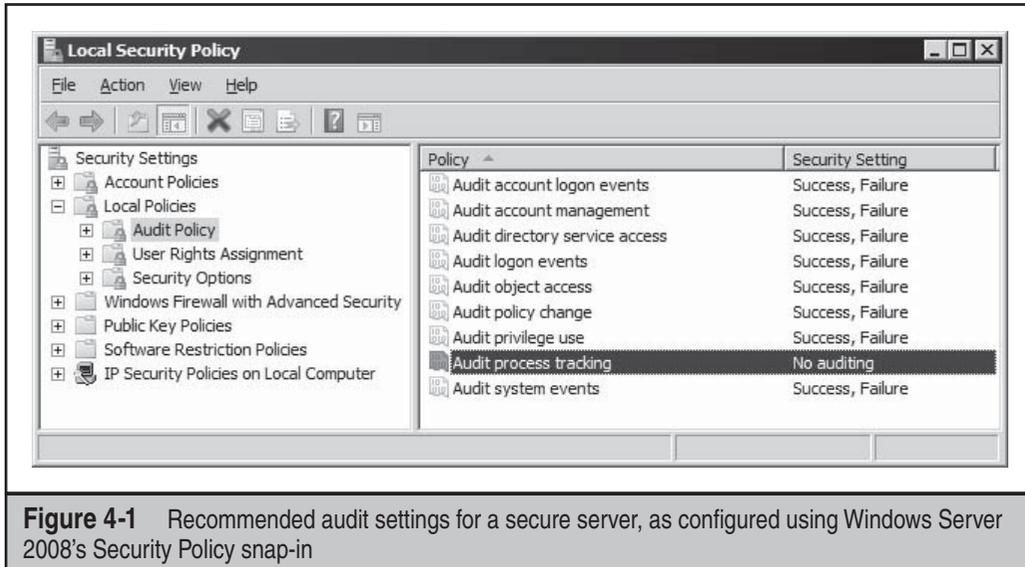 Local Security Policy
File Action View Help
Security Settings
Account Policies
Local Policies
Audit Policy
User Rights Assignment
Security Options
Windows Firewall with Advanced Security
Public Key Policies
Software Restriction Policies
IP Security Policies on Local Computer
Policy Security Setting
Audit account logon events Success, Failure
Audit account management Success, Failure
Audit directory service access Success, Failure
Audit logon events Success, Failure
Audit object access Success, Failure
Audit policy change Success, Failure
Audit privilege use Success, Failure
Audit process tracking No auditing
Audit system events Success, Failure
Figure 4-1 Recommended audit settings for a secure server, as configured using Windows Server
2008's Security Policy snap-in